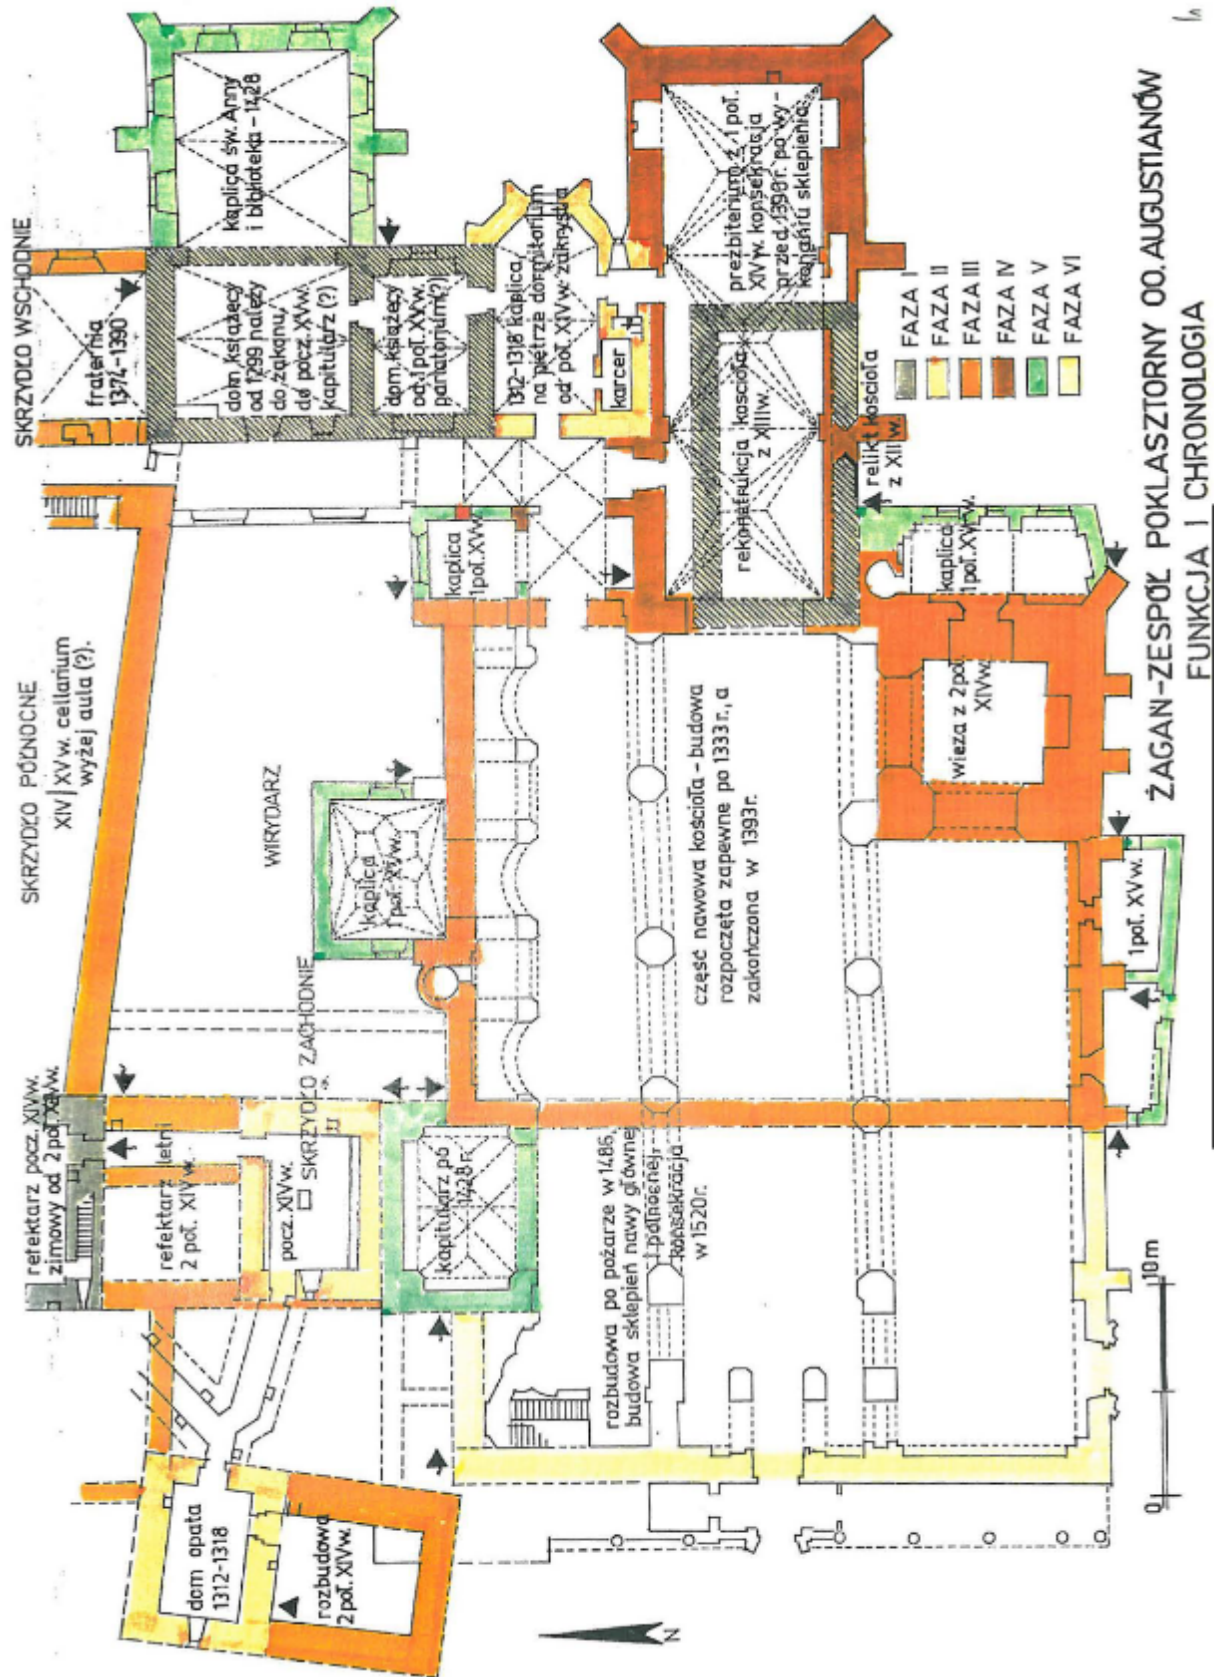 SKRZYDŁO WSCHODNIE
fraternia
1374-1390
dom książęcy
od 1299 należy
do zakonu,
do pocz. XVw.
kapitularz (?)
kaplica św. Anny
i biblioteka - 1428
dom książęcy
od 1poł. XVw.
1312-1318 kaplica,
na piętrze dormitorium
od poł. XIVw. zakrystia
karcer
prezbiterium z 1 poł.
XIVw. konsekracja
przed 1390r. po wy-
konaniu sklepienia
rekonstrukcja kościoła
z XIIIw.
relikt kościoła
z XIII w.
FAZA I
FAZA II
FAZA III
FAZA IV
FAZA V
FAZA VI
SKRZYDŁO PÓŁNOCNE
XIV/XVw. cellarium
wyżej aula (?).
WIRYDARZ
kaplica
1poł. XVw.
kaplica
1poł. XVw.
kaplica
1poł. XVw.
wieża z 2poł.
XIVw.
część nawowa kościoła - budowa
rozpoczęta zapewne po 1333 r., a
zakończona w 1393r.
1poł. XVw.
refektarz pocz. XIVw.
zimowy od 2 poł. XIVw.
refektarz letni
2 poł. XIVw.
pocz. XIVw.
SKRZYDŁO ZACHODNIE
kapitularz po
1428 r.
rozbudowa po pożarze w 1486,
budowa sklepień nawy głównej
i północnej,
konsekracja
w 1520r.
dom opata
1312-1318
rozbudowa
2 poł. XIVw.
N
0
10m
ŻAGAŃ-ZESPÓŁ POKLASZTORNY OO. AUGUSTIANÓW
FUNKCJA I CHRONOLOGIA